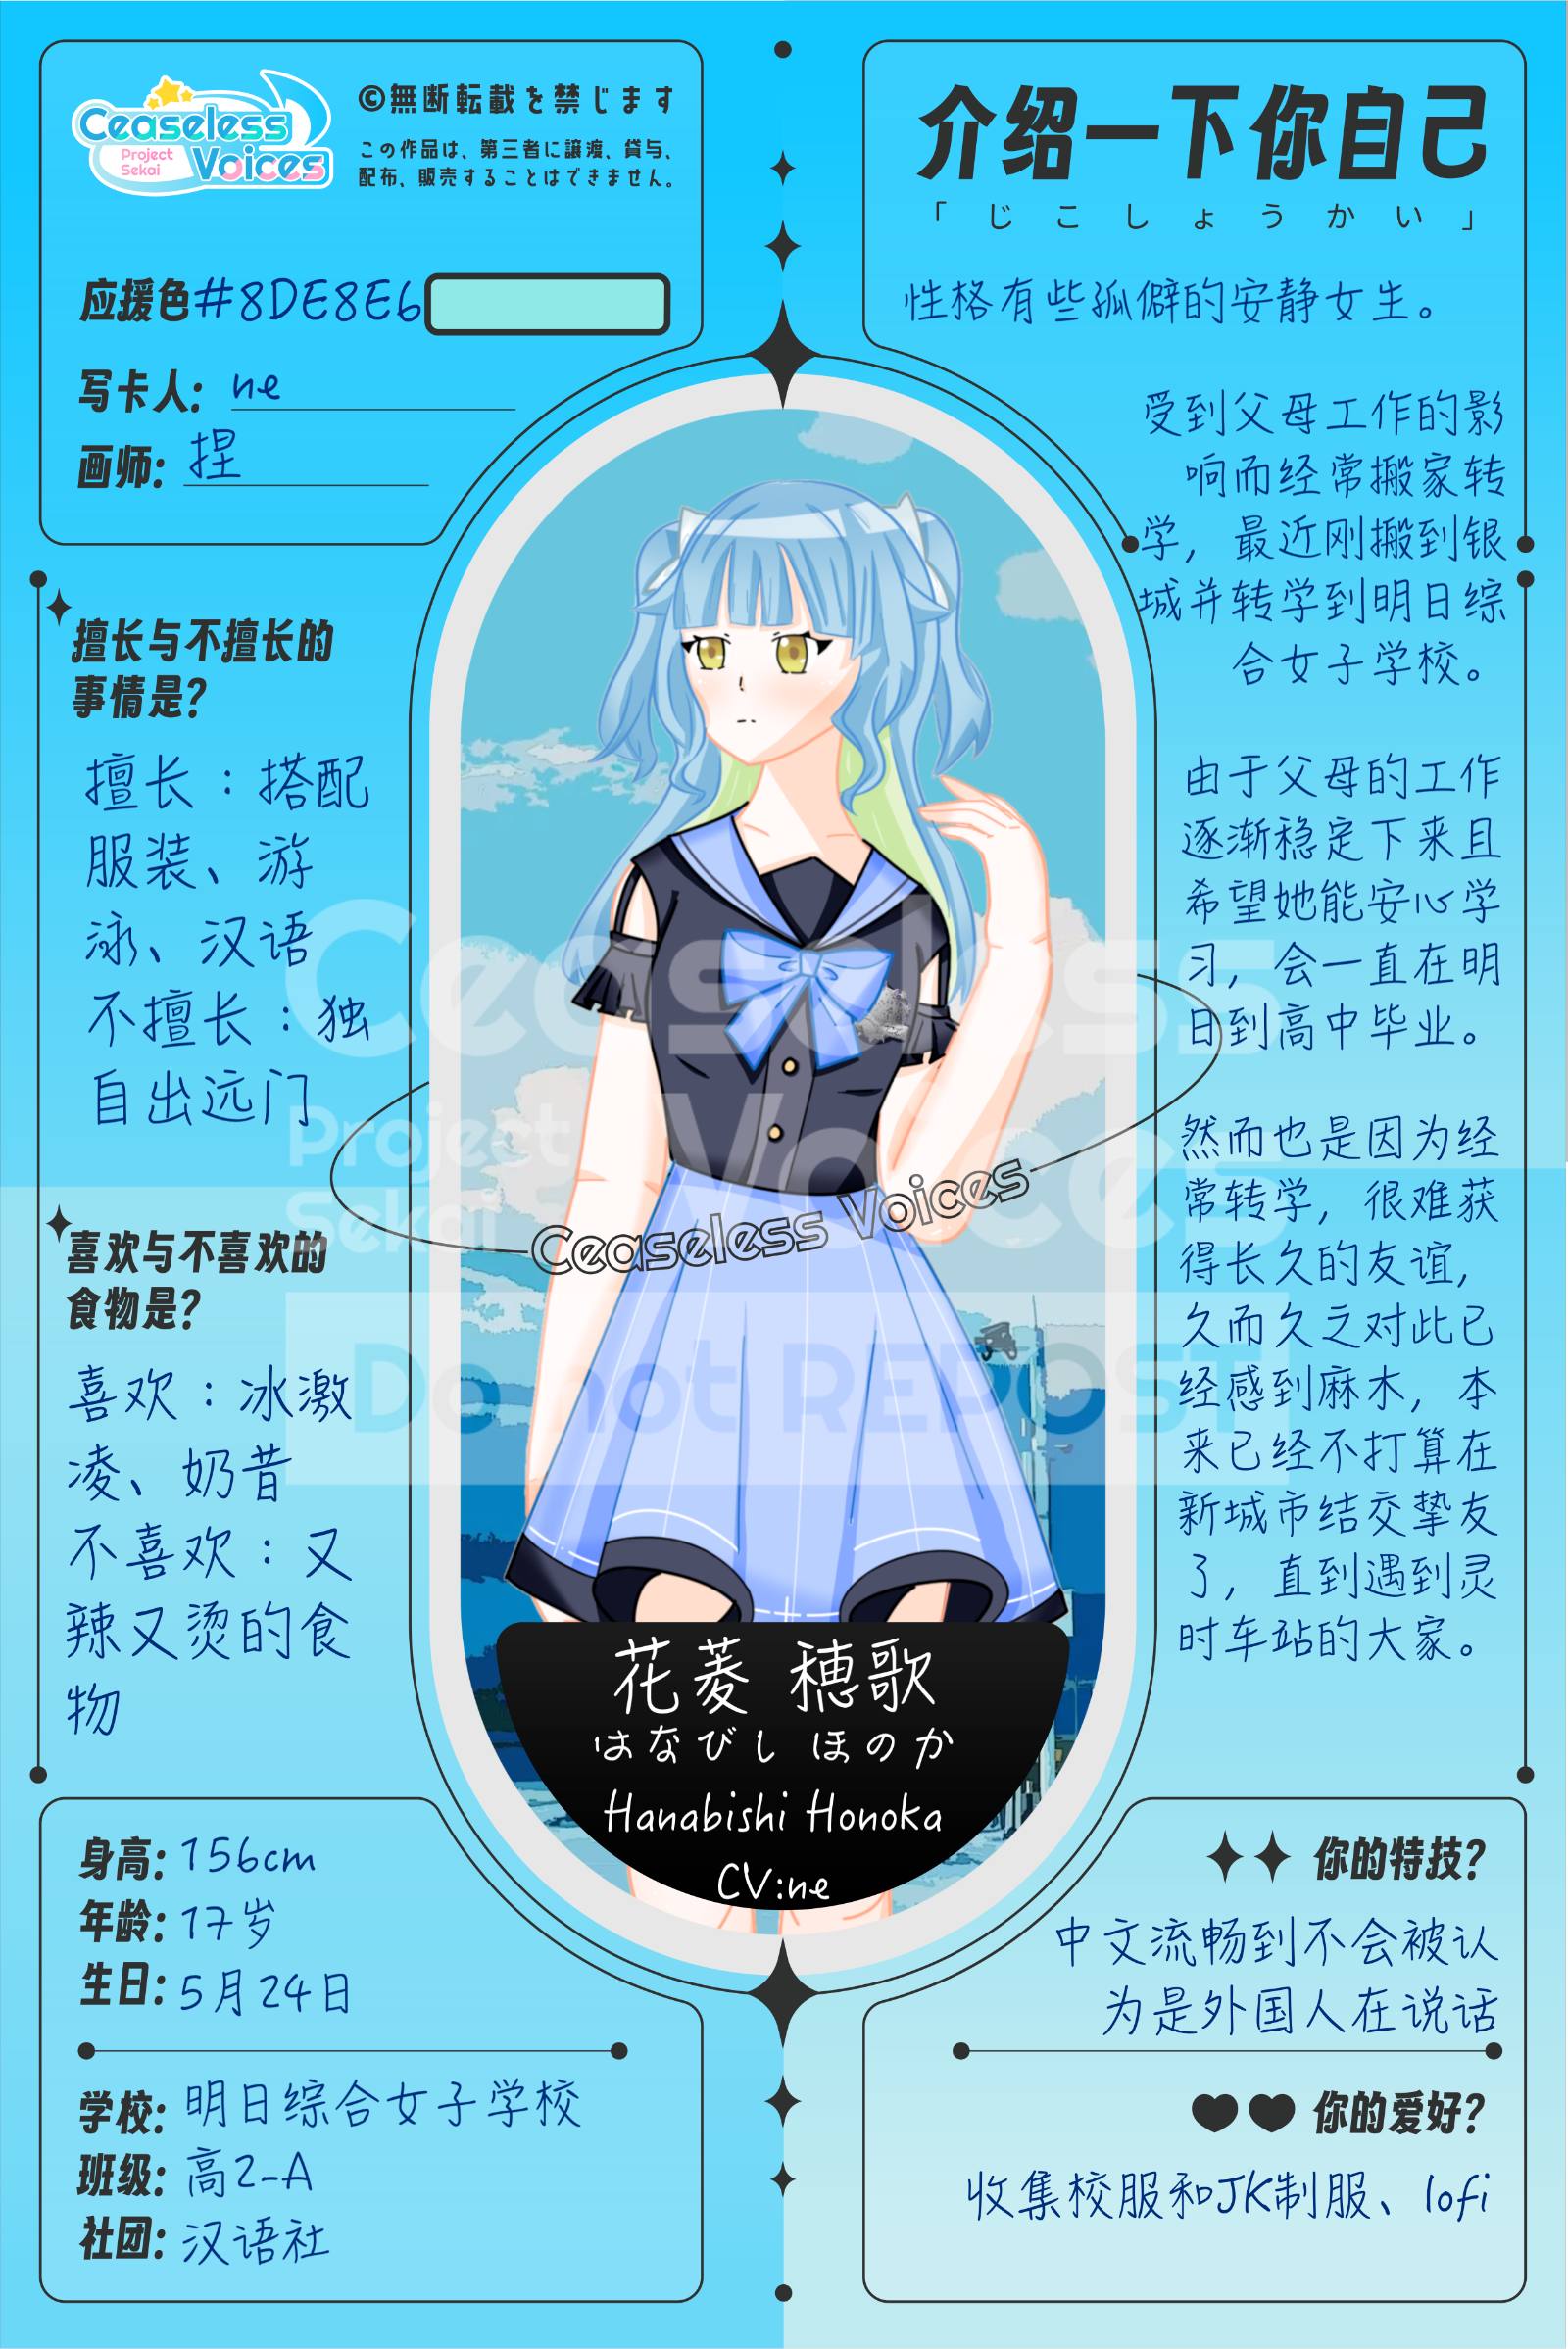 Ceaseless
Project
Sekai
Voices
©無断転載を禁じます
この作品は、第三者に譲渡、貸与、
配布、販売することはできません。
应援色#8DE8E6
写卡人: ne
画师: 捏
介绍一下你自己
「じこしょうかい」
性格有些孤僻的安静女生。
受到父母工作的影
响而经常搬家转
学，最近刚搬到银
城并转学到明日综
合女子学校。
由于父母的工作
逐渐稳定下来且
希望她能安心学
习，会一直在明
日到高中毕业。
然而也是因为经
常转学，很难获
得长久的友谊，
久而久之对此已
经感到麻木，本
来已经不打算在
新城市结交挚友
了，直到遇到灵
时车站的大家。
擅长与不擅长的
事情是?
擅长：搭配
服装、游
泳、汉语
不擅长：独
自出远门
喜欢与不喜欢的
食物是?
喜欢：冰激
凌、奶昔
不喜欢：又
辣又烫的食
物
Ceaseless
Project
Sekai
Voices
Do not REPOST
Ceaseless Voices
花菱 穂歌
はなびし ほのか
Hanabishi Honoka
CV:ne
身高: 156cm
年龄: 17岁
生日: 5月24日
学校: 明日综合女子学校
班级: 高2-A
社团: 汉语社
你的特技?
中文流畅到不会被认
为是外国人在说话
你的爱好?
收集校服和JK制服、lofi